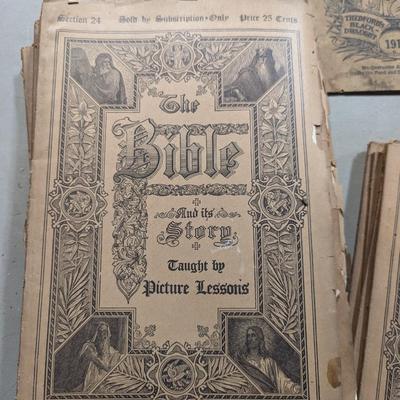 Section 24 Sold by Subscription Only Price 25 Cents
The
Bible
And its
Story
Taught by
Picture Lessons
THEDFORD'S
BLACK
DRAUGHT